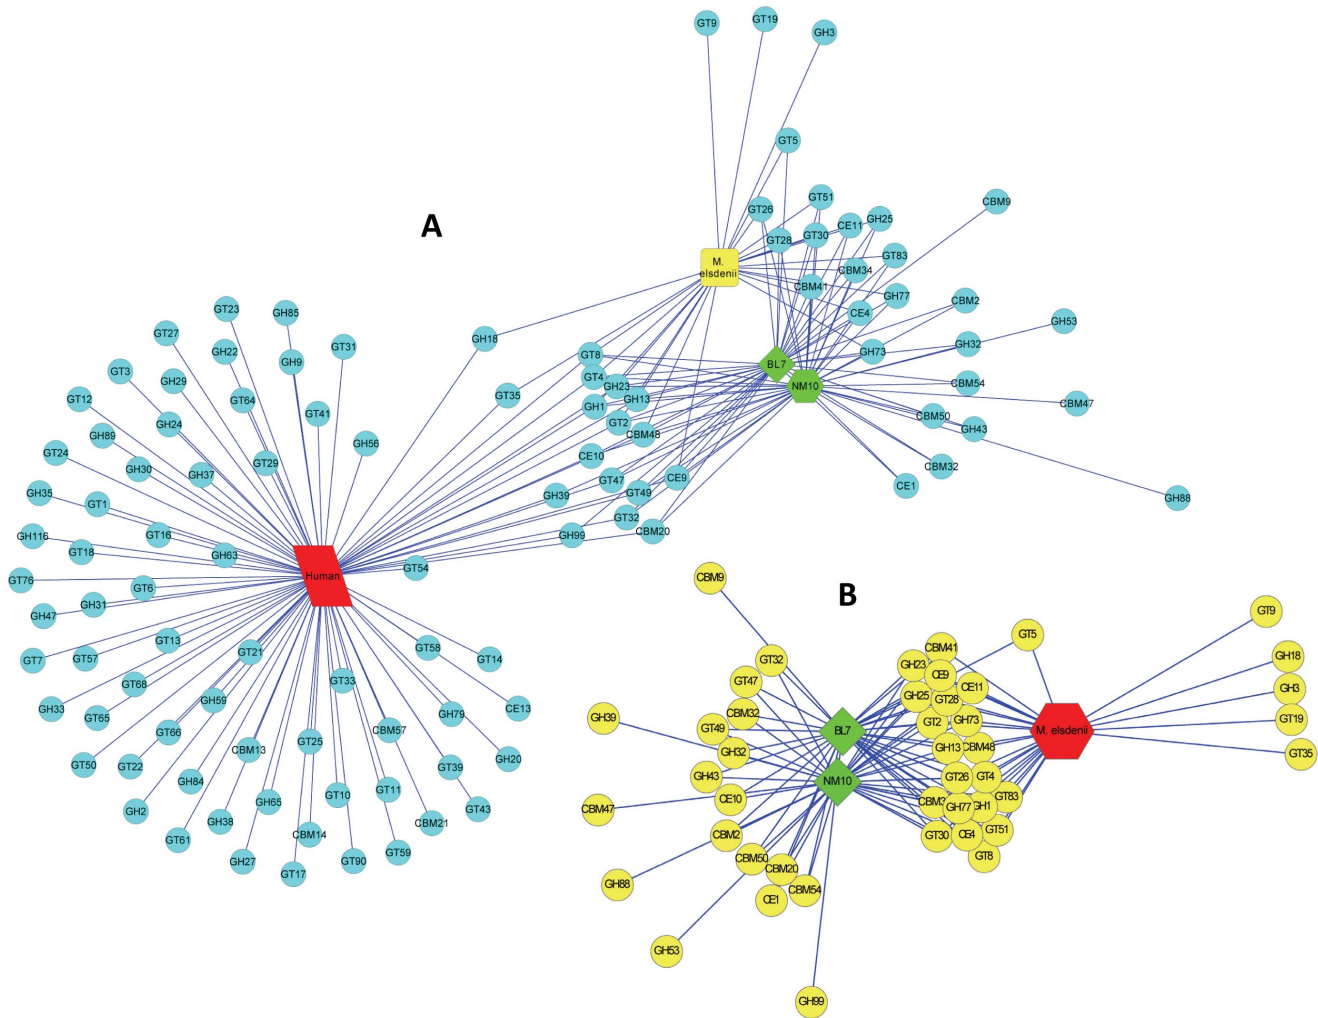 GT9
GT19
GH3
GT5
GT51
CBM9
GT26
GH25
CE11
GT30
GT28
A
GT83
M.
elsdenii
CBM34
CBM41
GH77
CBM2
GT23
GH85
CE4
GH53
GT27
GH18
GT31
GH32
GH22
GH73
GT8
GH9
BL7
GT3
GT4
GH29
NM10
CBM54
GH23
GT35
GT12
GT64
GH13
CBM47
GH1
GT41
CBM50
GT2
GH24
GH43
CBM48
GH89
GH56
GT24
CE10
GT29
CBM32
GH30
GH37
GT47
CE9
CE1
GH35
GT49
GH39
GH88
GT1
GT32
CBM20
GH116
GT16
GH99
GT18
GH63
GT54
Human
GT76
GT6
GH31
GH47
GT13
GT58
GT21
GT14
GT7
GT57
GT33
GT68
GH59
CE13
GH33
GH79
GT65
CBM57
GT66
GT25
CBM13
GH20
GT50
GT22
GT39
GH84
GT11
GT10
GH65
GH2
GT43
GH38
CBM21
CBM14
GT61
GT59
GH27
GT90
GT17
B
CBM9
GT9
GT5
CBM41
GT32
GH18
GH23
CE9
GT47
CE11
GH3
GH25
GT28
CBM32
GH39
GT19
GT2
GH73
GT49
BL7
M. elsdenii
GH32
GH13
CBM48
GT35
GH43
NM10
GT26
GT4
CE10
GT83
CBM3
GH77
GH1
CBM47
GT51
CBM2
GT30
CE4
GT8
CBM50
CBM20
GH88
CBM54
CE1
GH53
GH99